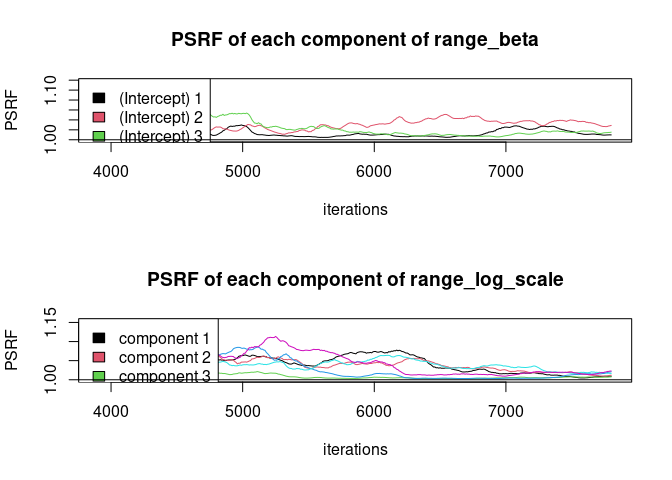 PSRF of each component of range_beta
PSRF
1.00 1.10
(Intercept) 1
(Intercept) 2
(Intercept) 3
4000 5000 6000 7000
iterations
PSRF of each component of range_log_scale
PSRF
1.00 1.15
component 1
component 2
component 3
4000 5000 6000 7000
iterations